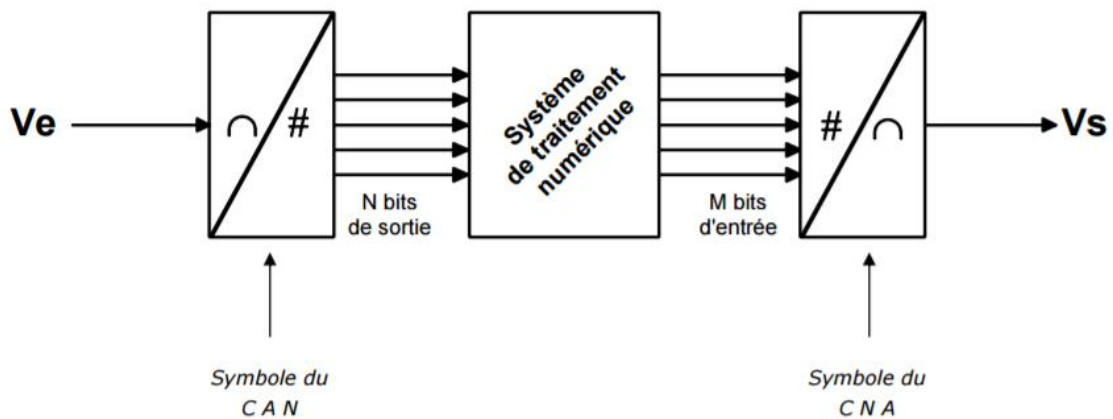 Ve
∩ #
N bits
de sortie
Système
de traitement
numérique
M bits
d'entrée
# ∩
Vs
Symbole du
C A N
Symbole du
C N A